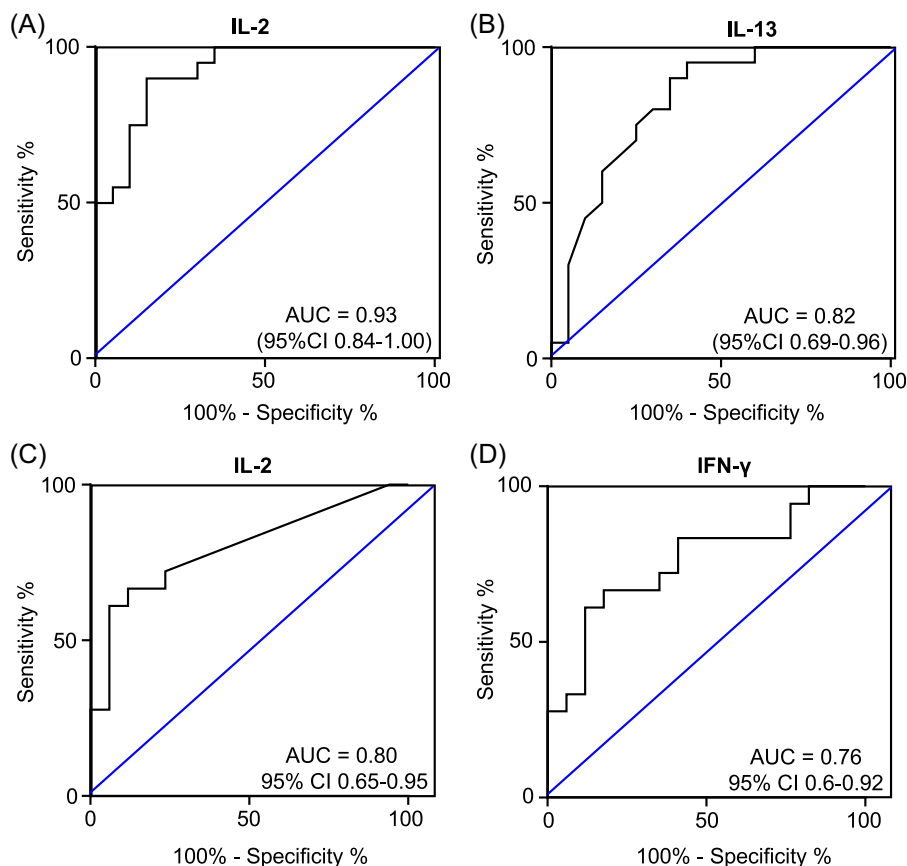 (A)
IL-2
100
50
0
Sensitivity %
AUC = 0.93
(95%CI 0.84-1.00)
0
50
100
100% - Specificity %
(B)
IL-13
100
50
0
Sensitivity %
AUC = 0.82
(95%CI 0.69-0.96)
0
50
100
100% - Specificity %
(C)
IL-2
100
50
0
Sensitivity %
AUC = 0.80
95% CI 0.65-0.95
0
50
100
100% - Specificity %
(D)
IFN-γ
100
50
0
Sensitivity %
AUC = 0.76
95% CI 0.6-0.92
0
50
100
100% - Specificity %